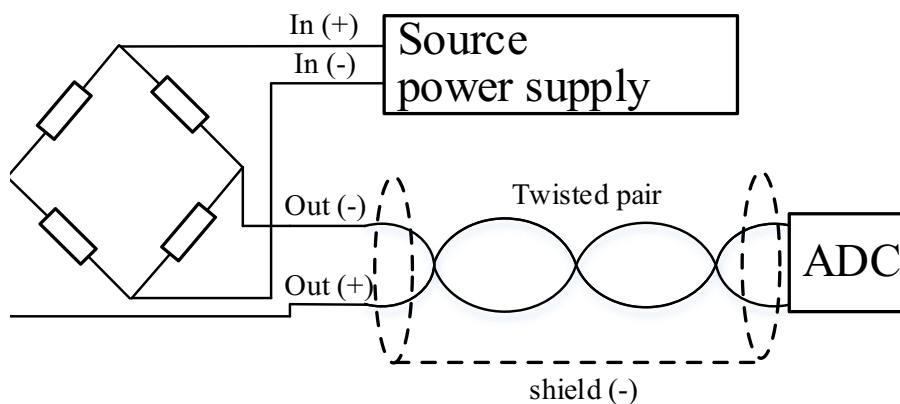 In (+)
In (-)
Source
power supply
Out (-)
Twisted pair
Out (+)
ADC
shield (-)